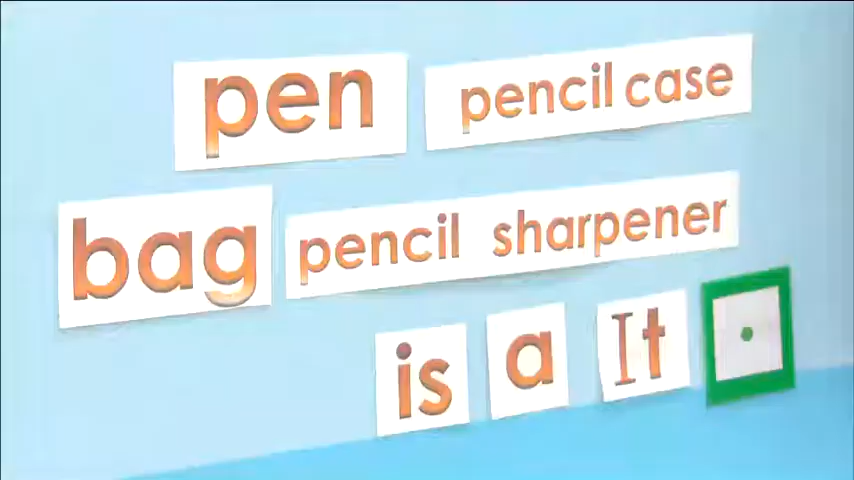 pen pencil case
bag pencil sharpener
is a It .